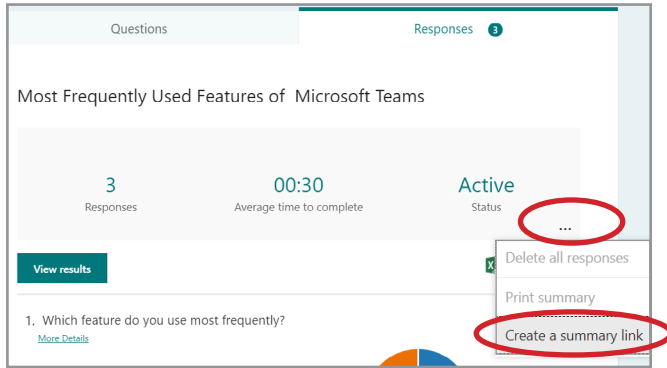 Questions
Responses 3
Most Frequently Used Features of Microsoft Teams
3
Responses
00:30
Average time to complete
Active
Status
...
View results
Delete all responses
Print summary
Create a summary link
1. Which feature do you use most frequently?
More Details